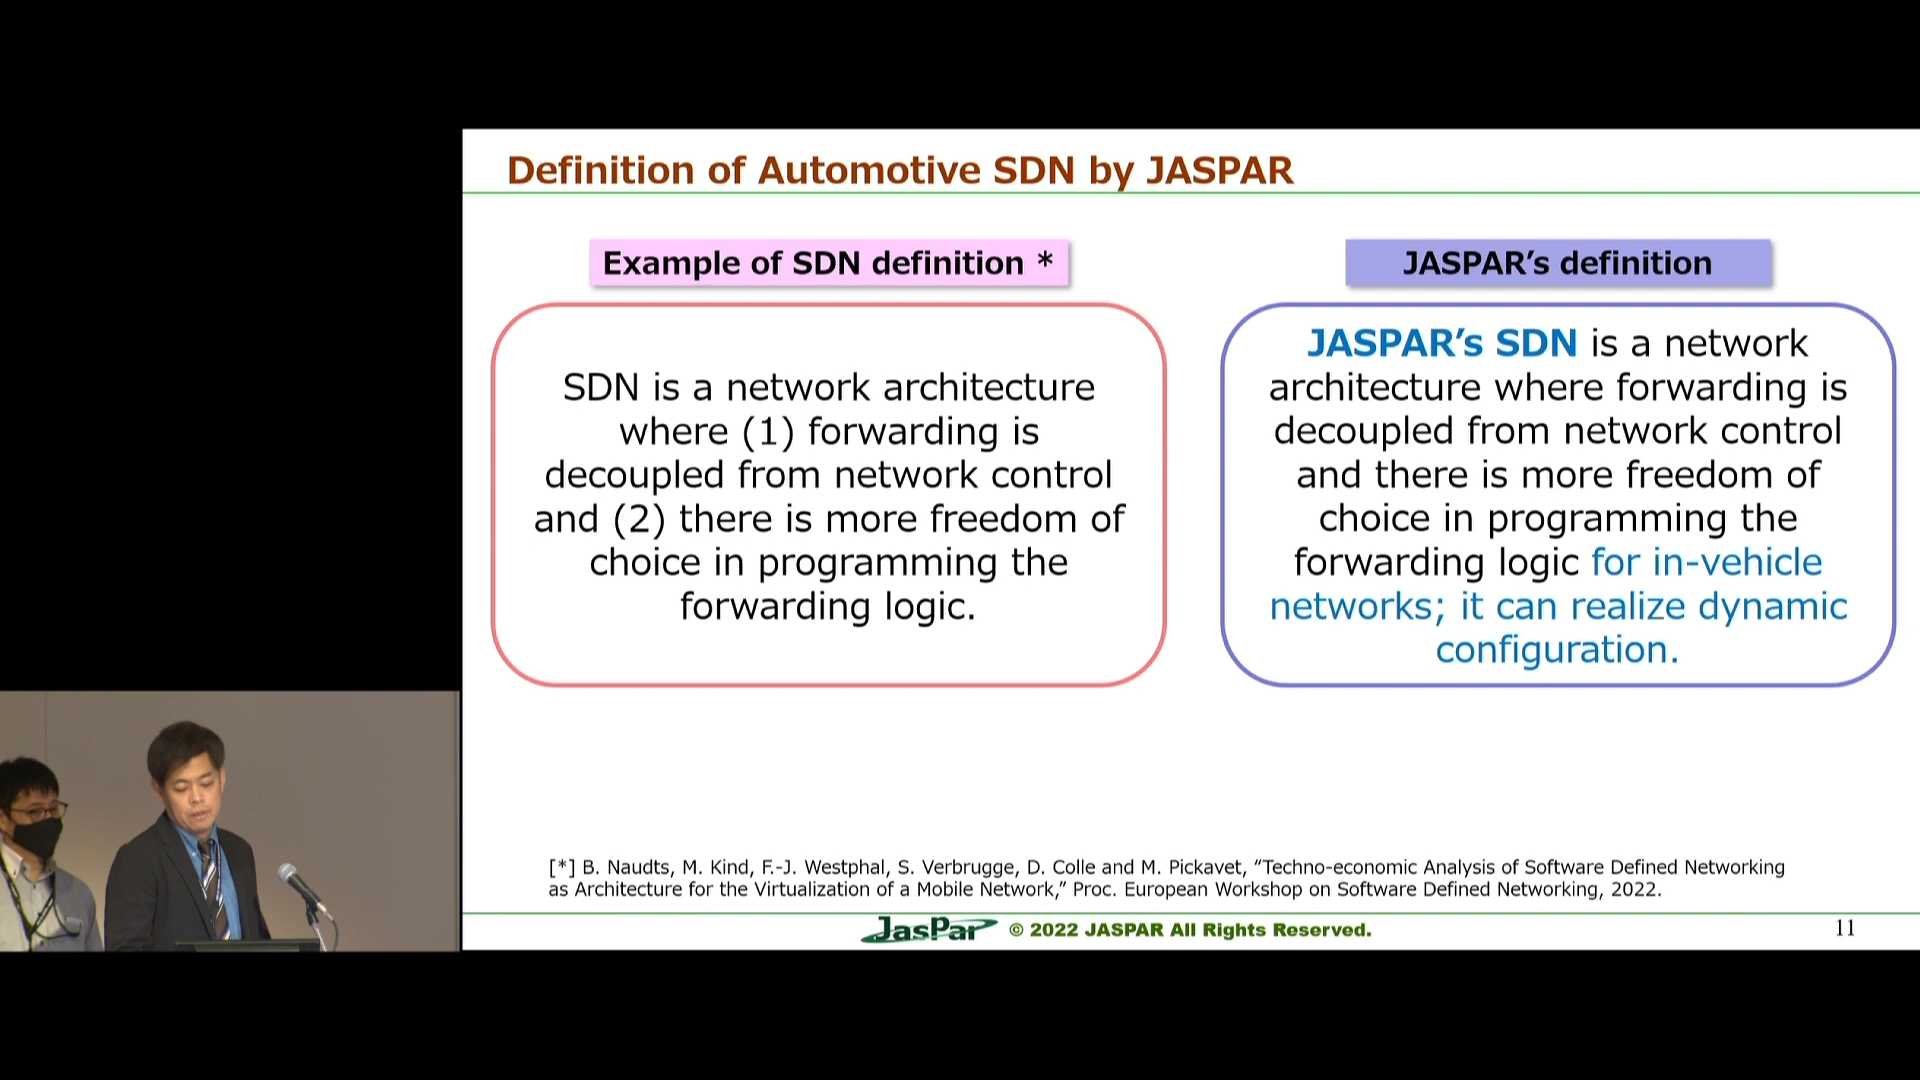 Definition of Automotive SDN by JASPAR
Example of SDN definition *
SDN is a network architecture
where (1) forwarding is
decoupled from network control
and (2) there is more freedom of
choice in programming the
forwarding logic.
JASPAR’s definition
JASPAR’s SDN is a network
architecture where forwarding is
decoupled from network control
and there is more freedom of
choice in programming the
forwarding logic for in-vehicle
networks; it can realize dynamic
configuration.
[*] B. Naudts, M. Kind, F.-J. Westphal, S. Verbrugge, D. Colle and M. Pickavet, “Techno-economic Analysis of Software Defined Networking
as Architecture for the Virtualization of a Mobile Network,” Proc. European Workshop on Software Defined Networking, 2022.
JasPar © 2022 JASPAR All Rights Reserved.
11